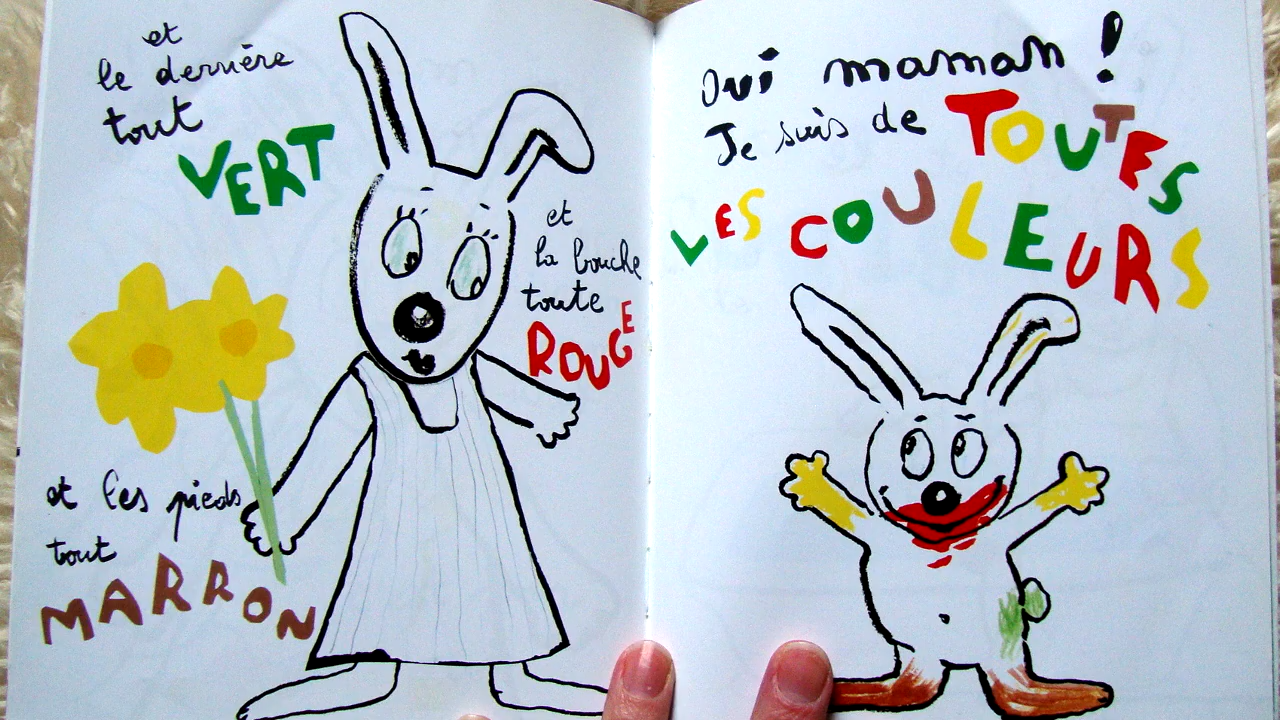 et
le derrière
tout
VERT
et
la bouche
toute
ROUGE
et les pieds
tout
MARRON
Oui maman !
Je suis de TOUTES
LES COULEURS